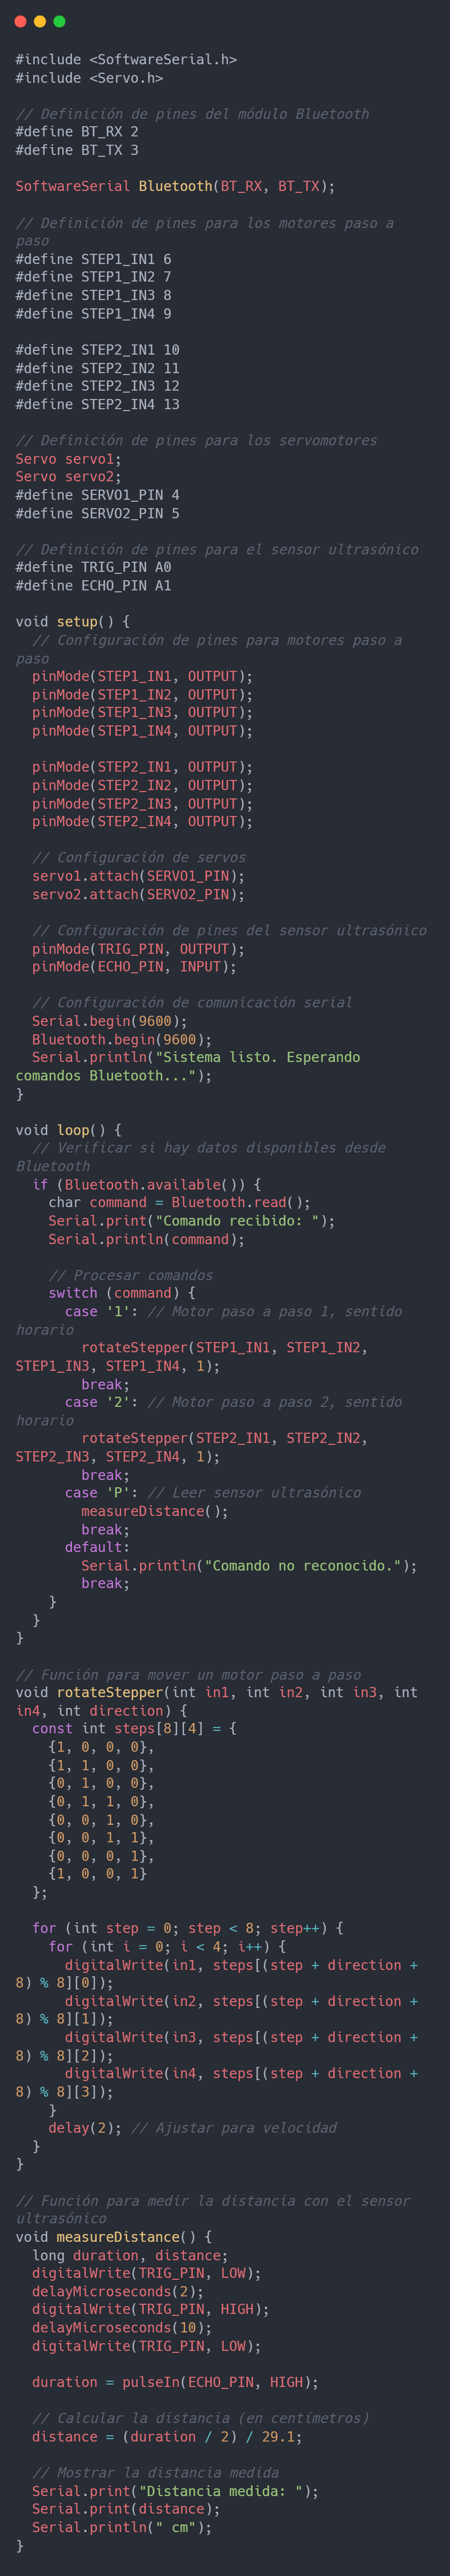 #include <SoftwareSerial.h>
#include <Servo.h>

// Definición de pines del módulo Bluetooth
#define BT_RX 2
#define BT_TX 3

SoftwareSerial Bluetooth(BT_RX, BT_TX);

// Definición de pines para los motores paso a
paso
#define STEP1_IN1 6
#define STEP1_IN2 7
#define STEP1_IN3 8
#define STEP1_IN4 9

#define STEP2_IN1 10
#define STEP2_IN2 11
#define STEP2_IN3 12
#define STEP2_IN4 13

// Definición de pines para los servomotores
Servo servo1;
Servo servo2;
#define SERVO1_PIN 4
#define SERVO2_PIN 5

// Definición de pines para el sensor ultrasónico
#define TRIG_PIN A0
#define ECHO_PIN A1

void setup() {
  // Configuración de pines para motores paso a
paso
  pinMode(STEP1_IN1, OUTPUT);
  pinMode(STEP1_IN2, OUTPUT);
  pinMode(STEP1_IN3, OUTPUT);
  pinMode(STEP1_IN4, OUTPUT);

  pinMode(STEP2_IN1, OUTPUT);
  pinMode(STEP2_IN2, OUTPUT);
  pinMode(STEP2_IN3, OUTPUT);
  pinMode(STEP2_IN4, OUTPUT);

  // Configuración de servos
  servo1.attach(SERVO1_PIN);
  servo2.attach(SERVO2_PIN);

  // Configuración de pines del sensor ultrasónico
  pinMode(TRIG_PIN, OUTPUT);
  pinMode(ECHO_PIN, INPUT);

  // Configuración de comunicación serial
  Serial.begin(9600);
  Bluetooth.begin(9600);
  Serial.println("Sistema listo. Esperando
comandos Bluetooth...");
}

void loop() {
  // Verificar si hay datos disponibles desde
Bluetooth
  if (Bluetooth.available()) {
    char command = Bluetooth.read();
    Serial.print("Comando recibido: ");
    Serial.println(command);

    // Procesar comandos
    switch (command) {
      case '1': // Motor paso a paso 1, sentido
horario
        rotateStepper(STEP1_IN1, STEP1_IN2,
STEP1_IN3, STEP1_IN4, 1);
        break;
      case '2': // Motor paso a paso 2, sentido
horario
        rotateStepper(STEP2_IN1, STEP2_IN2,
STEP2_IN3, STEP2_IN4, 1);
        break;
      case 'P': // Leer sensor ultrasónico
        measureDistance();
        break;
      default:
        Serial.println("Comando no reconocido.");
        break;
    }
  }
}

// Función para mover un motor paso a paso
void rotateStepper(int in1, int in2, int in3, int
in4, int direction) {
  const int steps[8][4] = {
    {1, 0, 0, 0},
    {1, 1, 0, 0},
    {0, 1, 0, 0},
    {0, 1, 1, 0},
    {0, 0, 1, 0},
    {0, 0, 1, 1},
    {0, 0, 0, 1},
    {1, 0, 0, 1}
  };

  for (int step = 0; step < 8; step++) {
    for (int i = 0; i < 4; i++) {
      digitalWrite(in1, steps[(step + direction +
8) % 8][0]);
      digitalWrite(in2, steps[(step + direction +
8) % 8][1]);
      digitalWrite(in3, steps[(step + direction +
8) % 8][2]);
      digitalWrite(in4, steps[(step + direction +
8) % 8][3]);
    }
    delay(2); // Ajustar para velocidad
  }
}

// Función para medir la distancia con el sensor
ultrasónico
void measureDistance() {
  long duration, distance;
  digitalWrite(TRIG_PIN, LOW);
  delayMicroseconds(2);
  digitalWrite(TRIG_PIN, HIGH);
  delayMicroseconds(10);
  digitalWrite(TRIG_PIN, LOW);

  duration = pulseIn(ECHO_PIN, HIGH);

  // Calcular la distancia (en centímetros)
  distance = (duration / 2) / 29.1;

  // Mostrar la distancia medida
  Serial.print("Distancia medida: ");
  Serial.print(distance);
  Serial.println(" cm");
}